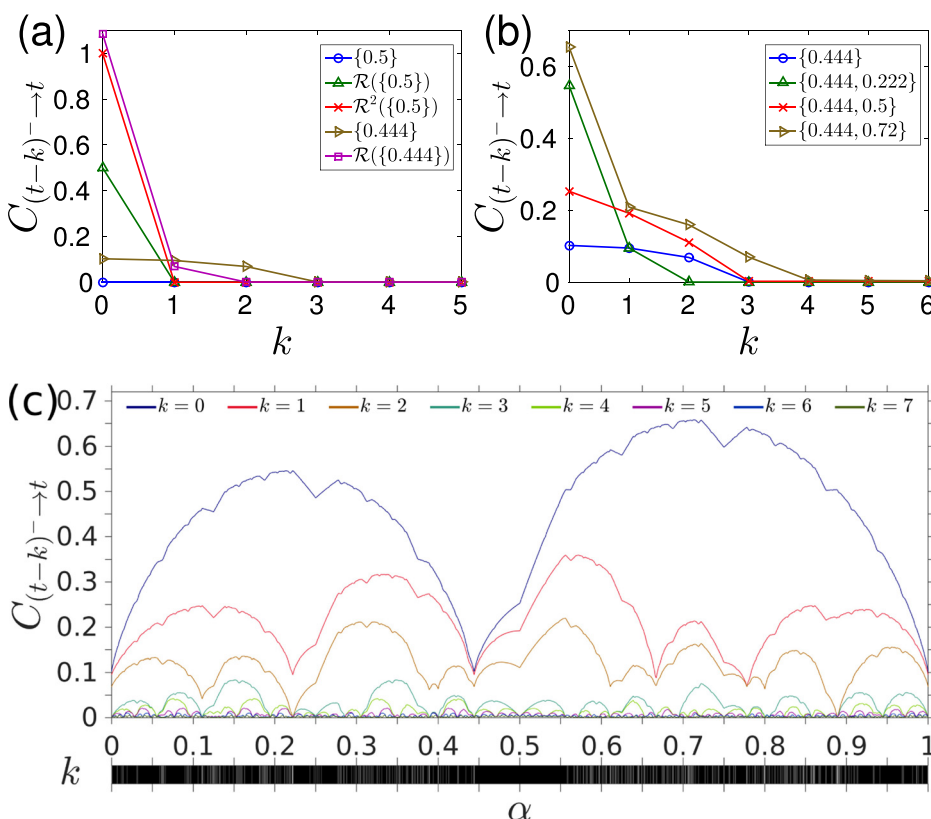 (a)
C_{(t−k)^−→t}
1
0.8
0.6
0.4
0.2
0
0 1 2 3 4 5
k
{0.5}
ℛ({0.5})
ℛ²({0.5})
{0.444}
ℛ({0.444})
(b)
C_{(t−k)^−→t}
0.6
0.4
0.2
0
0 1 2 3 4 5 6
k
{0.444}
{0.444, 0.222}
{0.444, 0.5}
{0.444, 0.72}
(c)
C_{(t−k)^−→t}
0.7
0.6
0.5
0.4
0.3
0.2
0.1
0
k = 0 k = 1 k = 2 k = 3 k = 4 k = 5 k = 6 k = 7
0 0.1 0.2 0.3 0.4 0.5 0.6 0.7 0.8 0.9 1
k
α